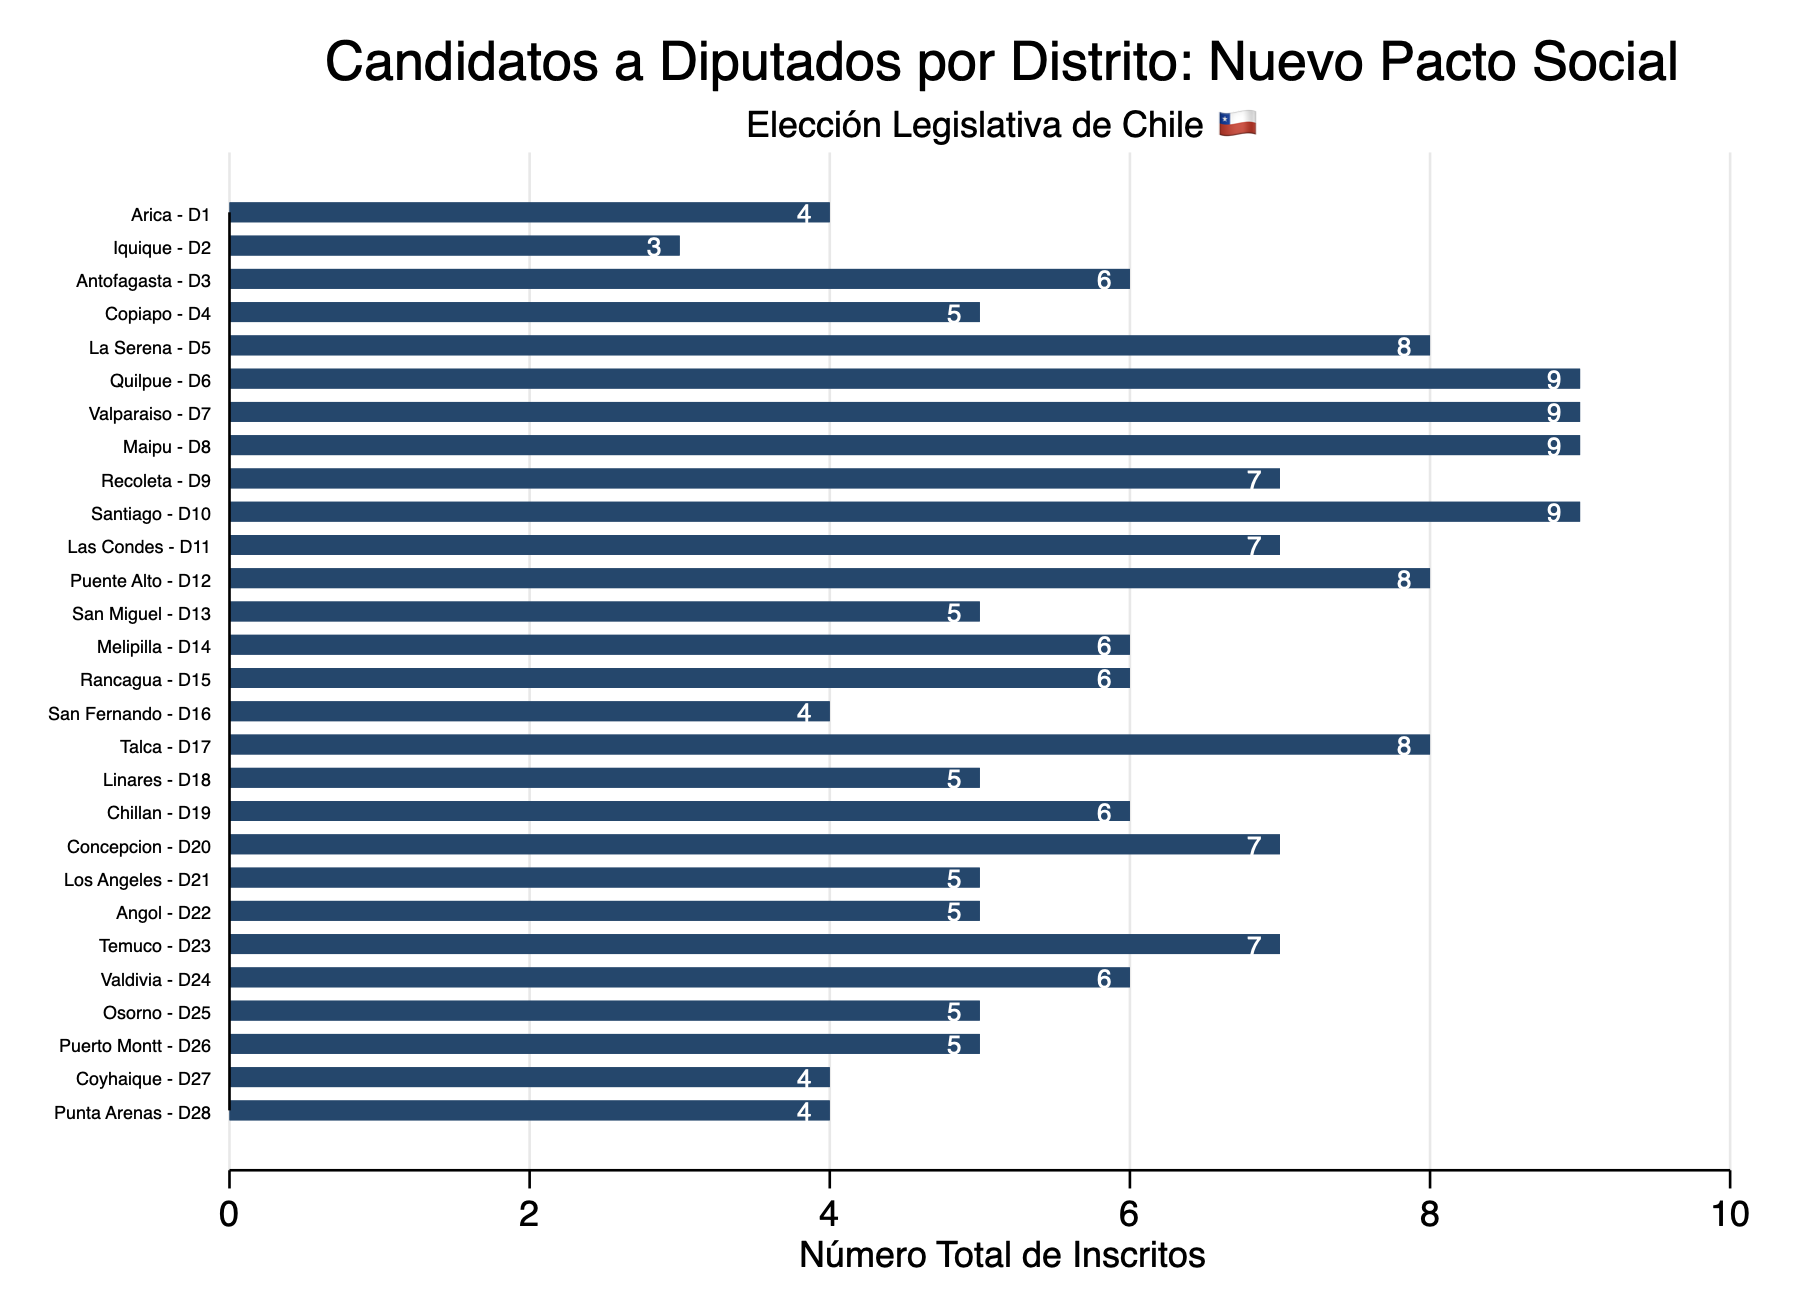 Candidatos a Diputados por Distrito: Nuevo Pacto Social
Elección Legislativa de Chile 🇨🇱
Arica - D1 4
Iquique - D2 3
Antofagasta - D3 6
Copiapo - D4 5
La Serena - D5 8
Quilpue - D6 9
Valparaiso - D7 9
Maipu - D8 9
Recoleta - D9 7
Santiago - D10 9
Las Condes - D11 7
Puente Alto - D12 8
San Miguel - D13 5
Melipilla - D14 6
Rancagua - D15 6
San Fernando - D16 4
Talca - D17 8
Linares - D18 5
Chillan - D19 6
Concepcion - D20 7
Los Angeles - D21 5
Angol - D22 5
Temuco - D23 7
Valdivia - D24 6
Osorno - D25 5
Puerto Montt - D26 5
Coyhaique - D27 4
Punta Arenas - D28 4
0 2 4 6 8 10
Número Total de Inscritos